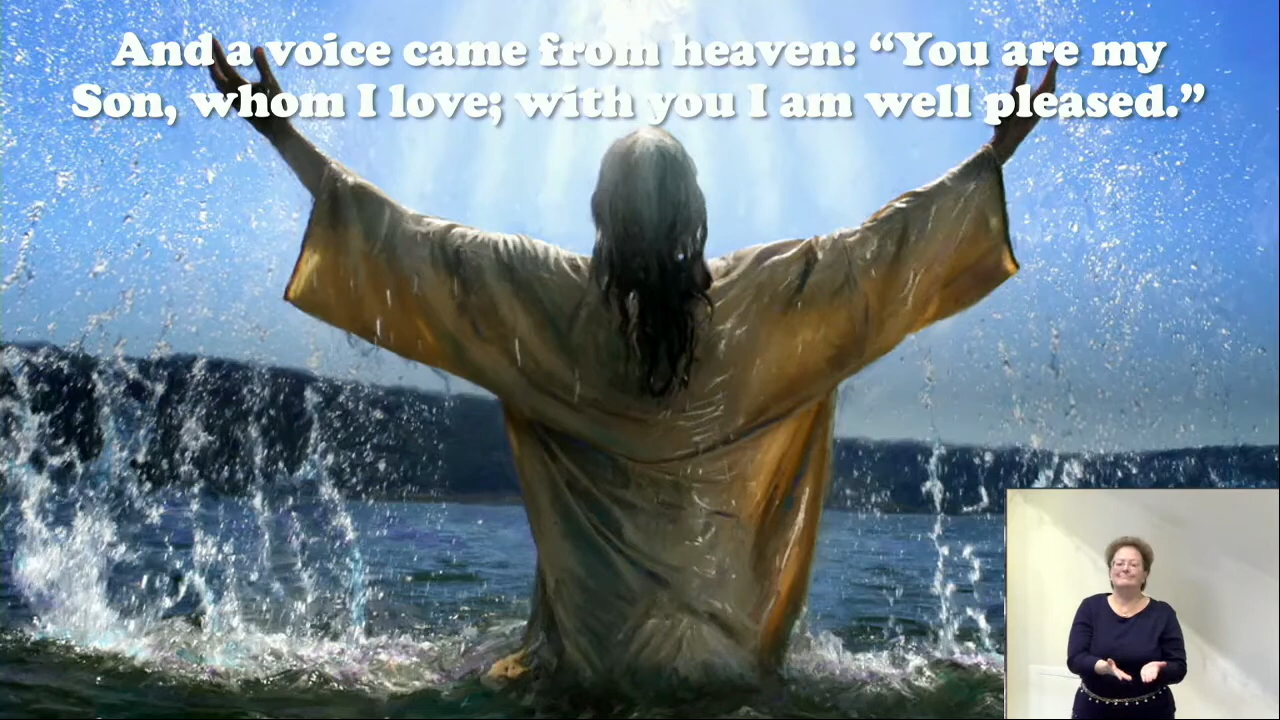 And a voice came from heaven: “You are my
Son, whom I love; with you I am well pleased.”